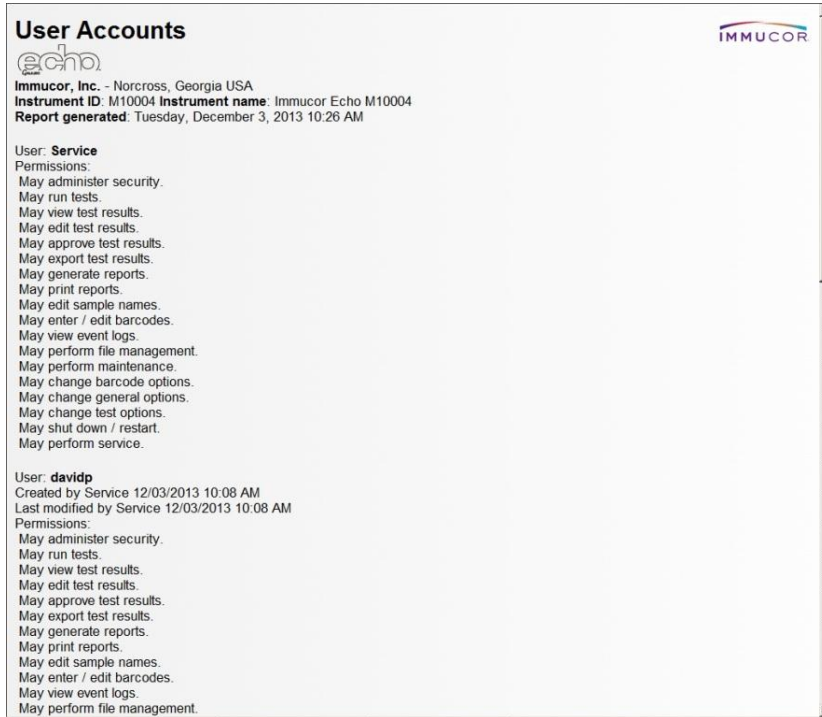 User Accounts
IMMUCOR
echo
Immucor, Inc. - Norcross, Georgia USA
Instrument ID: M10004 Instrument name: Immucor Echo M10004
Report generated: Tuesday, December 3, 2013 10:26 AM
User: Service
Permissions:
May administer security.
May run tests.
May view test results.
May edit test results.
May approve test results.
May export test results.
May generate reports.
May print reports.
May edit sample names.
May enter / edit barcodes.
May view event logs.
May perform file management.
May perform maintenance.
May change barcode options.
May change general options.
May change test options.
May shut down / restart.
May perform service.
User: davidp
Created by Service 12/03/2013 10:08 AM
Last modified by Service 12/03/2013 10:08 AM
Permissions:
May administer security.
May run tests.
May view test results.
May edit test results.
May approve test results.
May export test results.
May generate reports.
May print reports.
May edit sample names.
May enter / edit barcodes.
May view event logs.
May perform file management.